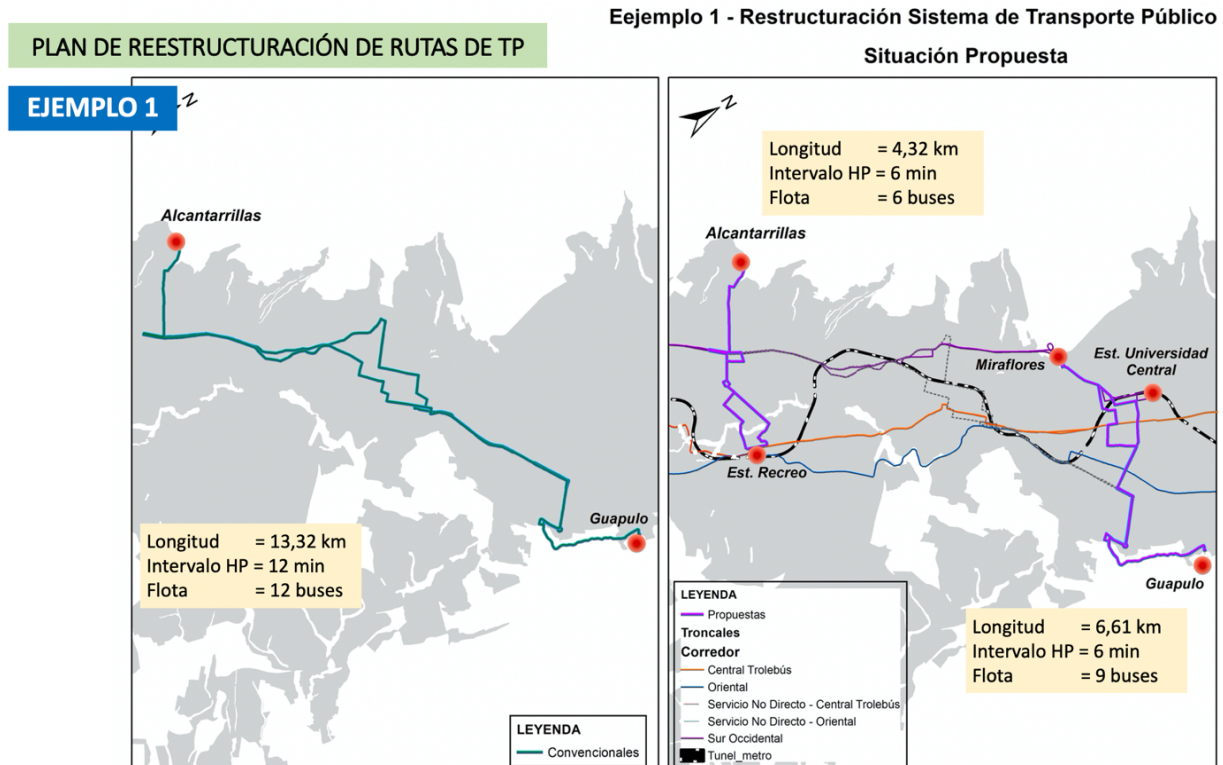 Eejemplo 1 - Restructuración Sistema de Transporte Público
PLAN DE REESTRUCTURACIÓN DE RUTAS DE TP
Situación Propuesta
EJEMPLO 1
N
Alcantarrillas
Guapulo
Longitud = 13,32 km
Intervalo HP = 12 min
Flota = 12 buses
LEYENDA
Convencionales
N
Longitud = 4,32 km
Intervalo HP = 6 min
Flota = 6 buses
Alcantarrillas
Miraflores
Est. Universidad
Central
Est. Recreo
Guapulo
Longitud = 6,61 km
Intervalo HP = 6 min
Flota = 9 buses
LEYENDA
Propuestas
Troncales
Corredor
Central Trolebús
Oriental
Servicio No Directo - Central Trolebús
Servicio No Directo - Oriental
Sur Occidental
Tunel_metro